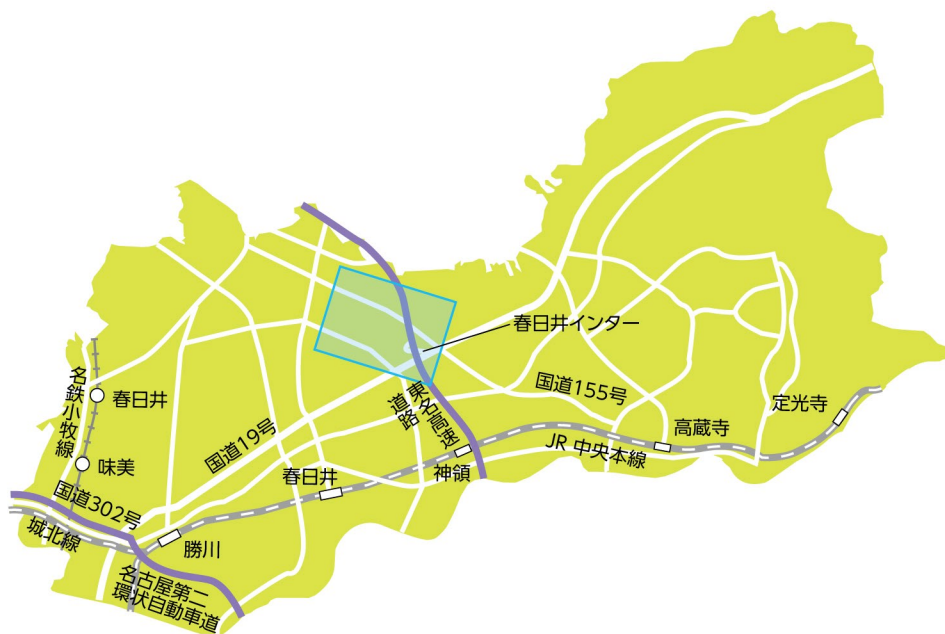 春日井インター
国道155号
定光寺
名鉄小牧線
春日井
東名高速
道路
高蔵寺
国道19号
JR 中央本線
味美
春日井
神領
国道302号
城北線
勝川
名古屋第二
環状自動車道